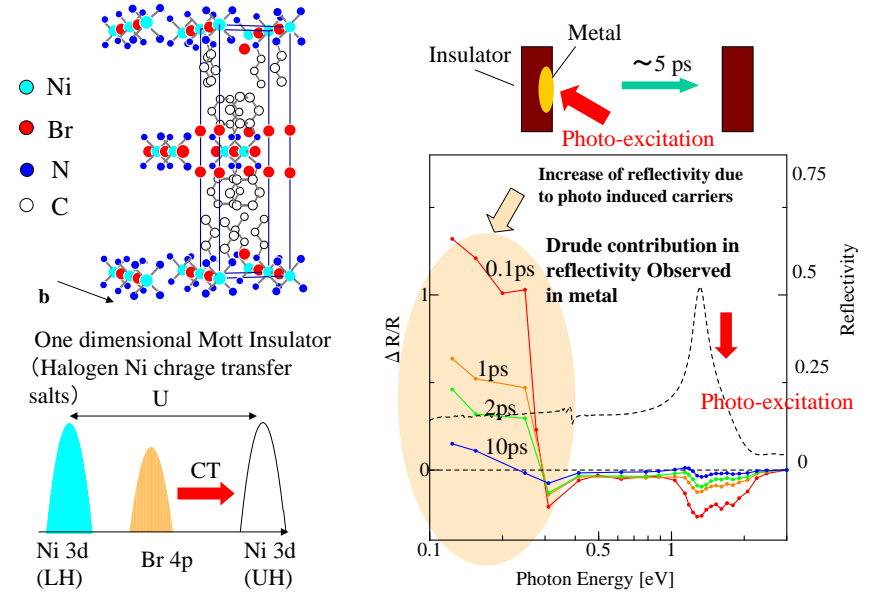 Ni
Br
N
C
b
One dimensional Mott Insulator
（Halogen Ni chrage transfer
salts）
U
CT
Ni 3d
(LH)
Br 4p
Ni 3d
(UH)
Insulator
Metal
～5 ps
Photo-excitation
Increase of reflectivity due
to photo induced carriers
Drude contribution in
reflectivity Observed
in metal
0.1ps
1ps
2ps
10ps
Photo-excitation
Δ R/R
1
0
0.75
0.5
0.25
0
Reflectivity
0.1
0.5
1
Photon Energy [eV]